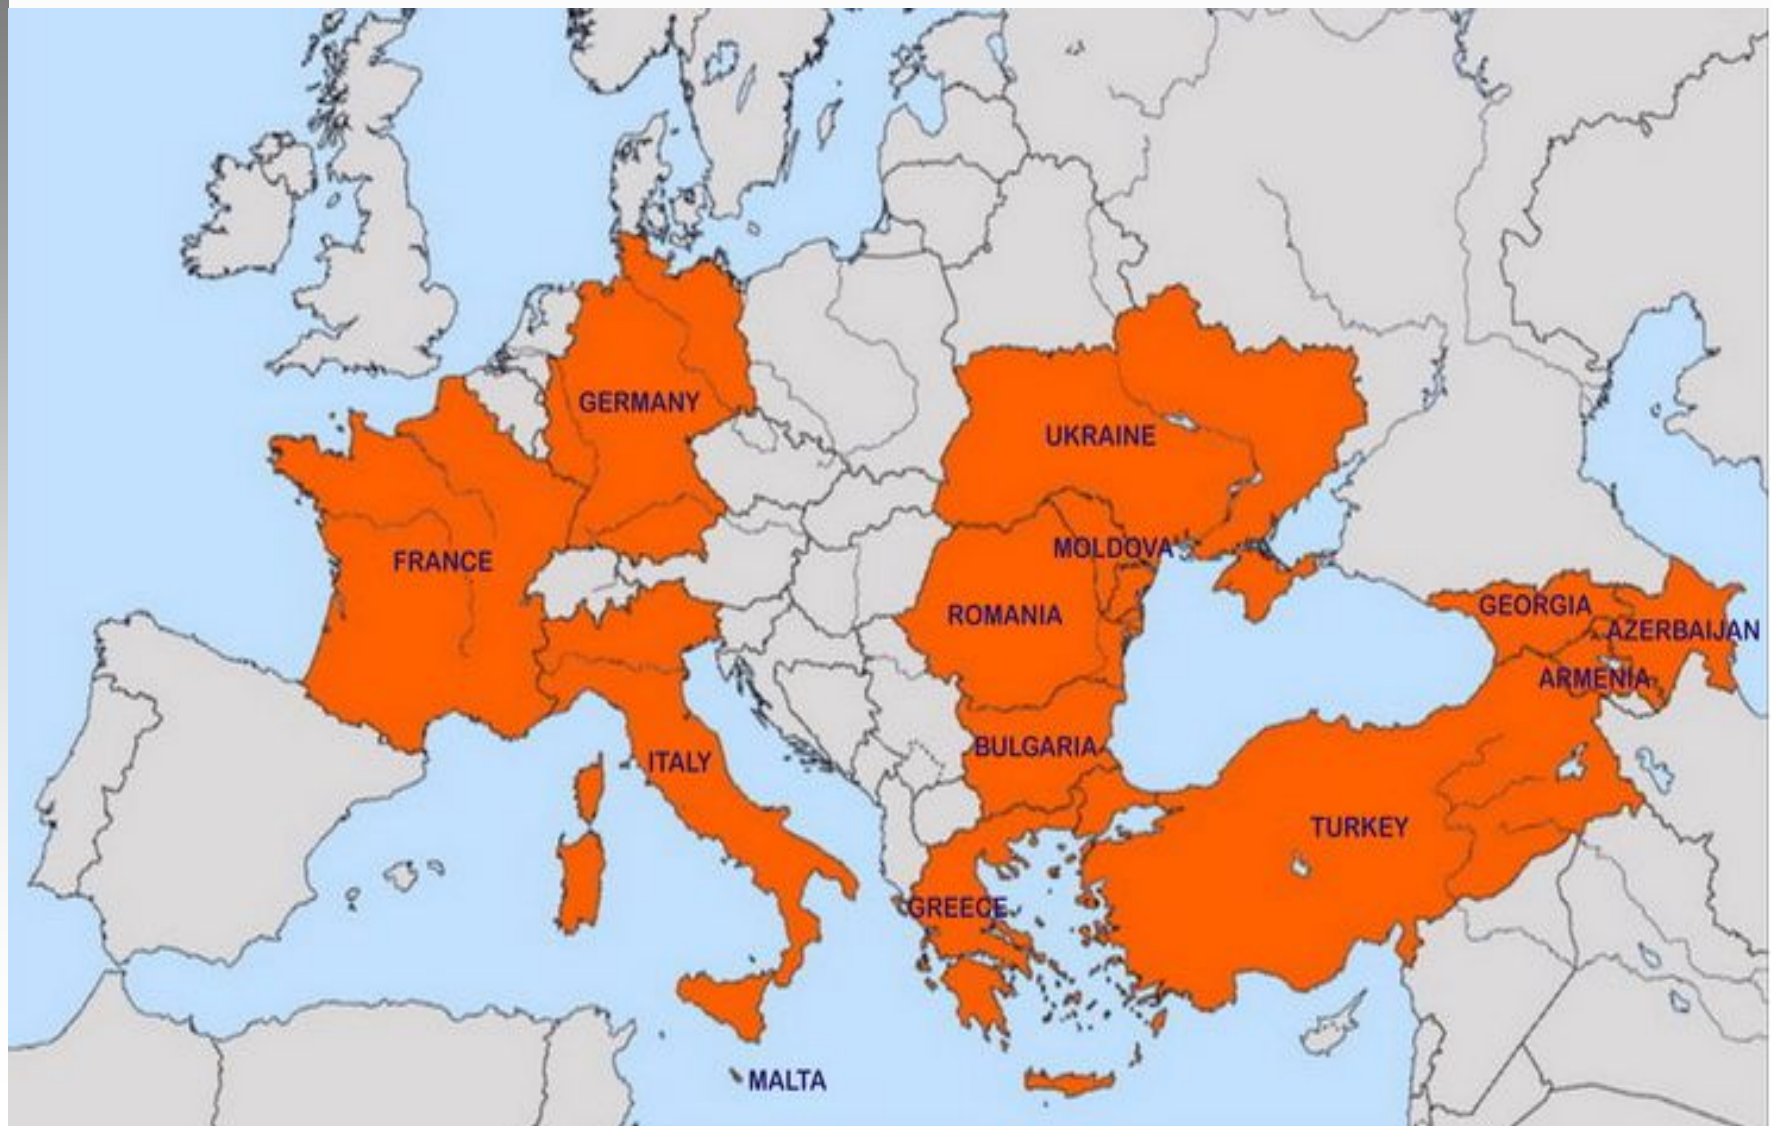 GERMANY
UKRAINE
FRANCE
MOLDOVA
ROMANIA
GEORGIA
AZERBAIJAN
ARMENIA
BULGARIA
ITALY
TURKEY
GREECE
MALTA